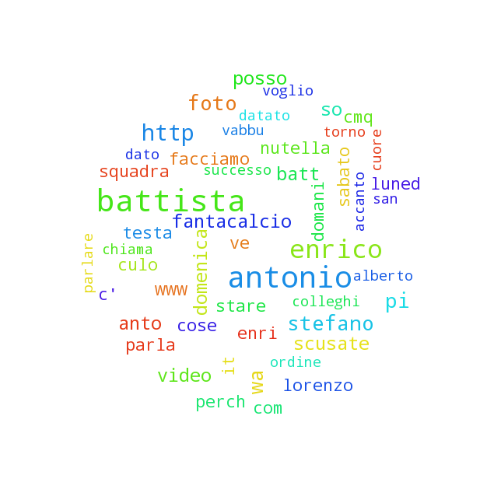 posso
voglio
foto
datato
so
cmq
http
vabbu
torno
cuore
nutella
dato
facciamo
sabato
squadra
successo
batt
luned
domani
accanto
san
battista
fantacalcio
testa
domenica
ve
enrico
parlare
chiama
culo
antonio
alberto
c'
www
stare
colleghi
pi
anto
cose
enri
stefano
parla
scusate
it
ordine
video
wa
lorenzo
perch
com